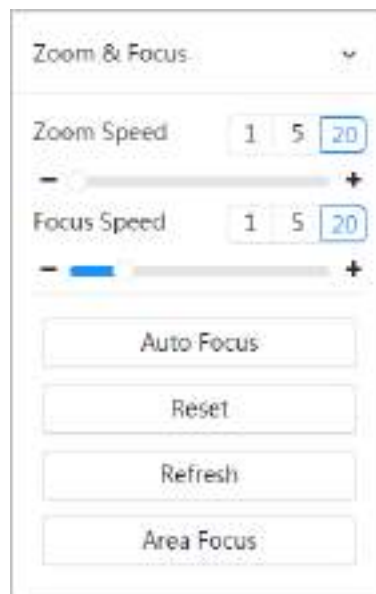 Zoom & Focus
Zoom Speed 1 5 20
− +
Focus Speed 1 5 20
− +
Auto Focus
Reset
Refresh
Area Focus